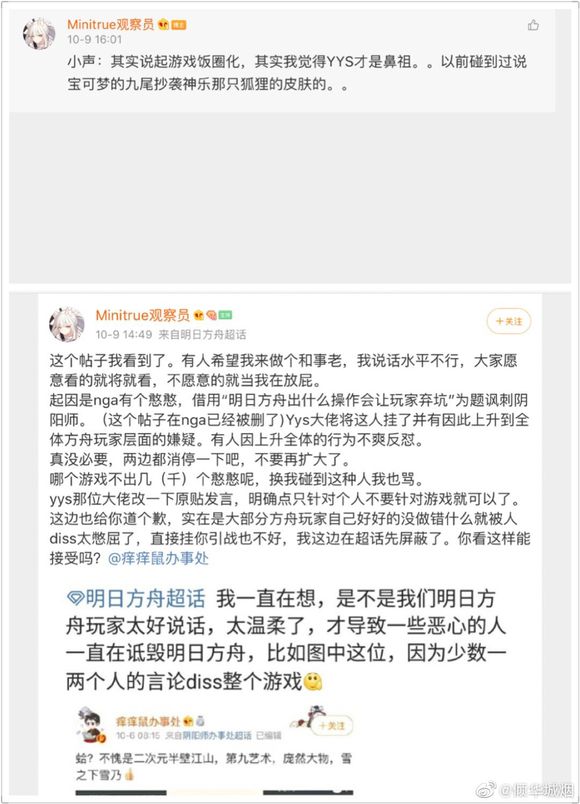 Minitrue观察员 博主
10-9 16:01
小声：其实说起游戏饭圈化，其实我觉得YYS才是鼻祖。。以前碰到过说
宝可梦的九尾抄袭神乐那只狐狸的皮肤的。。
Minitrue观察员
10-9 14:49 来自明日方舟超话
+关注
这个帖子我看到了。有人希望我来做个和事老，我说话水平不行，大家愿
意看的就将就看，不愿意的就当我在放屁。
起因是nga有个憨憨，借用“明日方舟出什么操作会让玩家弃坑”为题讽刺阴
阳师。（这个帖子在nga已经被删了)Yys大佬将这人挂了并有因此上升到全
体方舟玩家层面的嫌疑。有人因上升全体的行为不爽反怼。
真没必要，两边都消停一下吧，不要再扩大了。
哪个游戏不出几（千）个憨憨呢，换我碰到这种人我也骂。
yys那位大佬改一下原贴发言，明确点只针对个人不要针对游戏就可以了。
这边也给你道个歉，实在是大部分方舟玩家自己好好的没做错什么就被人
diss太憋屈了，直接挂你引战也不好，我这边在超话先屏蔽了。你看这样能
接受吗？@痒痒鼠办事处
明日方舟超话 我一直在想，是不是我们明日方
舟玩家太好说话，太温柔了，才导致一些恶心的人
一直在诋毁明日方舟，比如图中这位，因为少数一
两个人的言论diss整个游戏
痒痒鼠办事处
10-6 08:15 来自阴阳师办事处超话 已编辑
+关注
蛤？不愧是二次元半壁江山，第九艺术，庞然大物，雪
之下雪乃
@倾华城烟